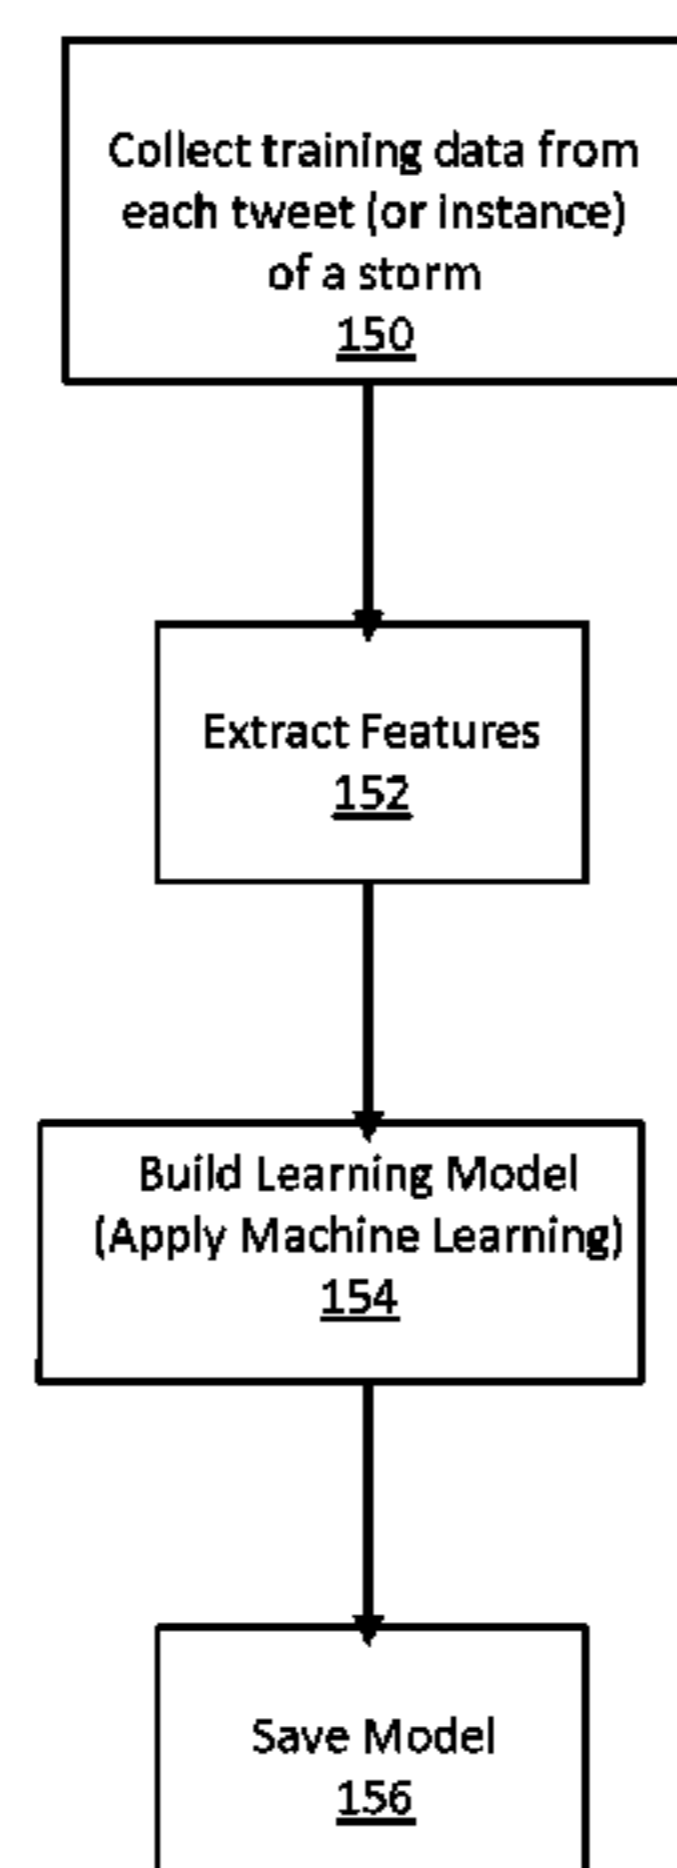 Collect training data from
each tweet (or instance)
of a storm
150
Extract Features
152
Build Learning Model
(Apply Machine Learning)
154
Save Model
156